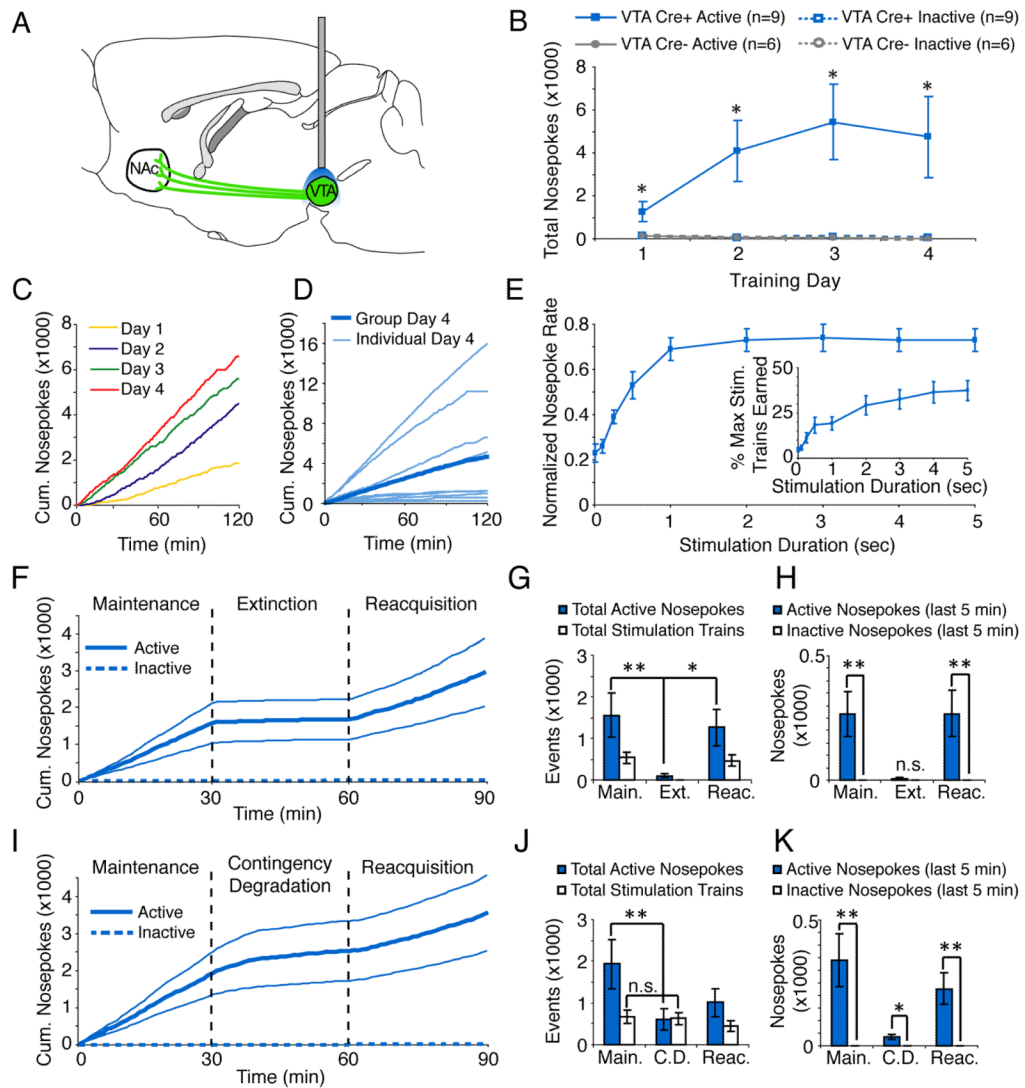 A
NAc
VTA
B
VTA Cre+ Active (n=9)
VTA Cre+ Inactive (n=9)
VTA Cre- Active (n=6)
VTA Cre- Inactive (n=6)
Total Nosepokes (x1000)
8
6
4
2
0
* * * *
1 2 3 4
Training Day
C
Cum. Nosepokes (x1000)
8
6
4
2
0
Day 1
Day 2
Day 3
Day 4
0 60 120
Time (min)
D
Cum. Nosepokes (x1000)
Group Day 4
Individual Day 4
16
12
8
4
0
0 60 120
Time (min)
E
Normalized Nosepoke Rate
0.8
0.6
0.4
0.2
0
0 1 2 3 4 5
Stimulation Duration (sec)
% Max Stim.
Trains Earned
50
25
0
0 1 2 3 4 5
Stimulation Duration (sec)
F
Maintenance
Extinction
Reacquisition
Cum. Nosepokes (x1000)
4
3
2
1
0
Active
Inactive
0 30 60 90
Time (min)
G
Total Active Nosepokes
Total Stimulation Trains
Events (x1000)
3
2
1
0
** *
Main. Ext. Reac.
H
Active Nosepokes (last 5 min)
Inactive Nosepokes (last 5 min)
Nosepokes
(x1000)
0.5
0
** n.s. **
Main. Ext. Reac.
I
Maintenance
Contingency
Degradation
Reacquisition
Cum. Nosepokes (x1000)
5
4
3
2
1
0
Active
Inactive
0 30 60 90
Time (min)
J
Total Active Nosepokes
Total Stimulation Trains
Events (x1000)
3
2
1
0
**
n.s.
Main. C.D. Reac.
K
Active Nosepokes (last 5 min)
Inactive Nosepokes (last 5 min)
Nosepokes
(x1000)
0.5
0
** * **
Main. C.D. Reac.